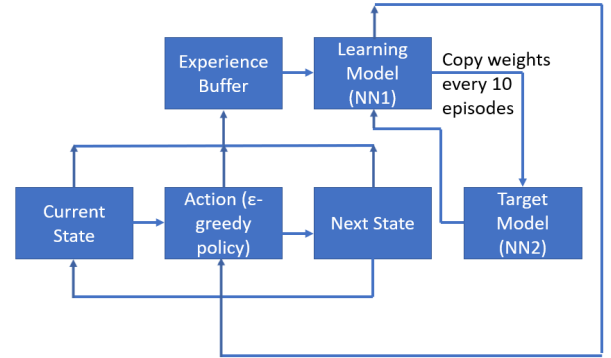 Experience
Buffer
Learning
Model
(NN1)
Copy weights
every 10
episodes
Current
State
Action (ε-
greedy
policy)
Next State
Target
Model
(NN2)